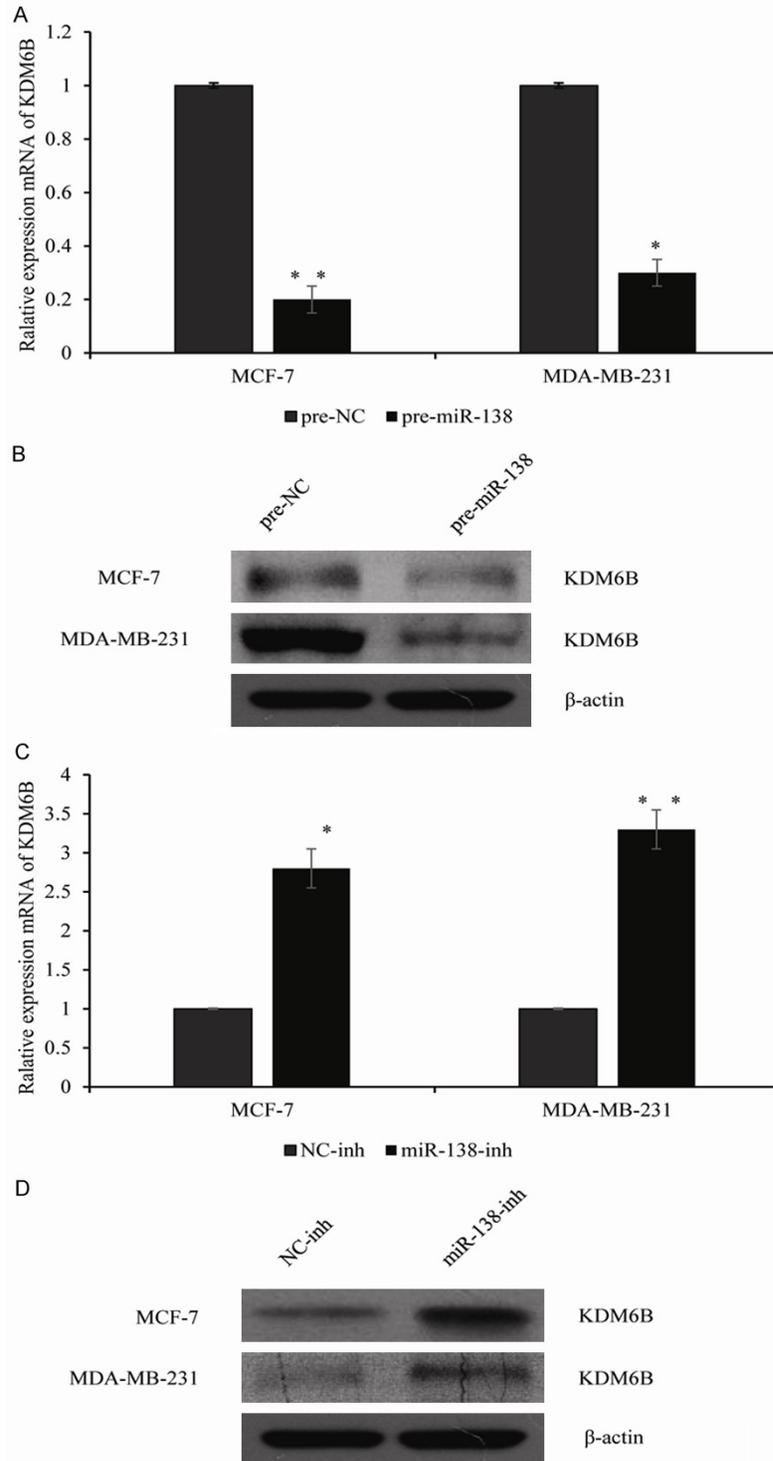 A
Ralative expression mRNA of KDM6B
1.2
1
0.8
0.6
0.4
0.2
0
* *
*
MCF-7 MDA-MB-231
pre-NC pre-miR-138
B
pre-NC pre-miR-138
MCF-7 KDM6B
MDA-MB-231 KDM6B
β-actin
C
Ralative expression mRNA of KDM6B
4
3.5
3
2.5
2
1.5
1
0.5
0
*
* *
MCF-7 MDA-MB-231
NC-inh miR-138-inh
D
NC-inh miR-138-inh
MCF-7 KDM6B
MDA-MB-231 KDM6B
β-actin